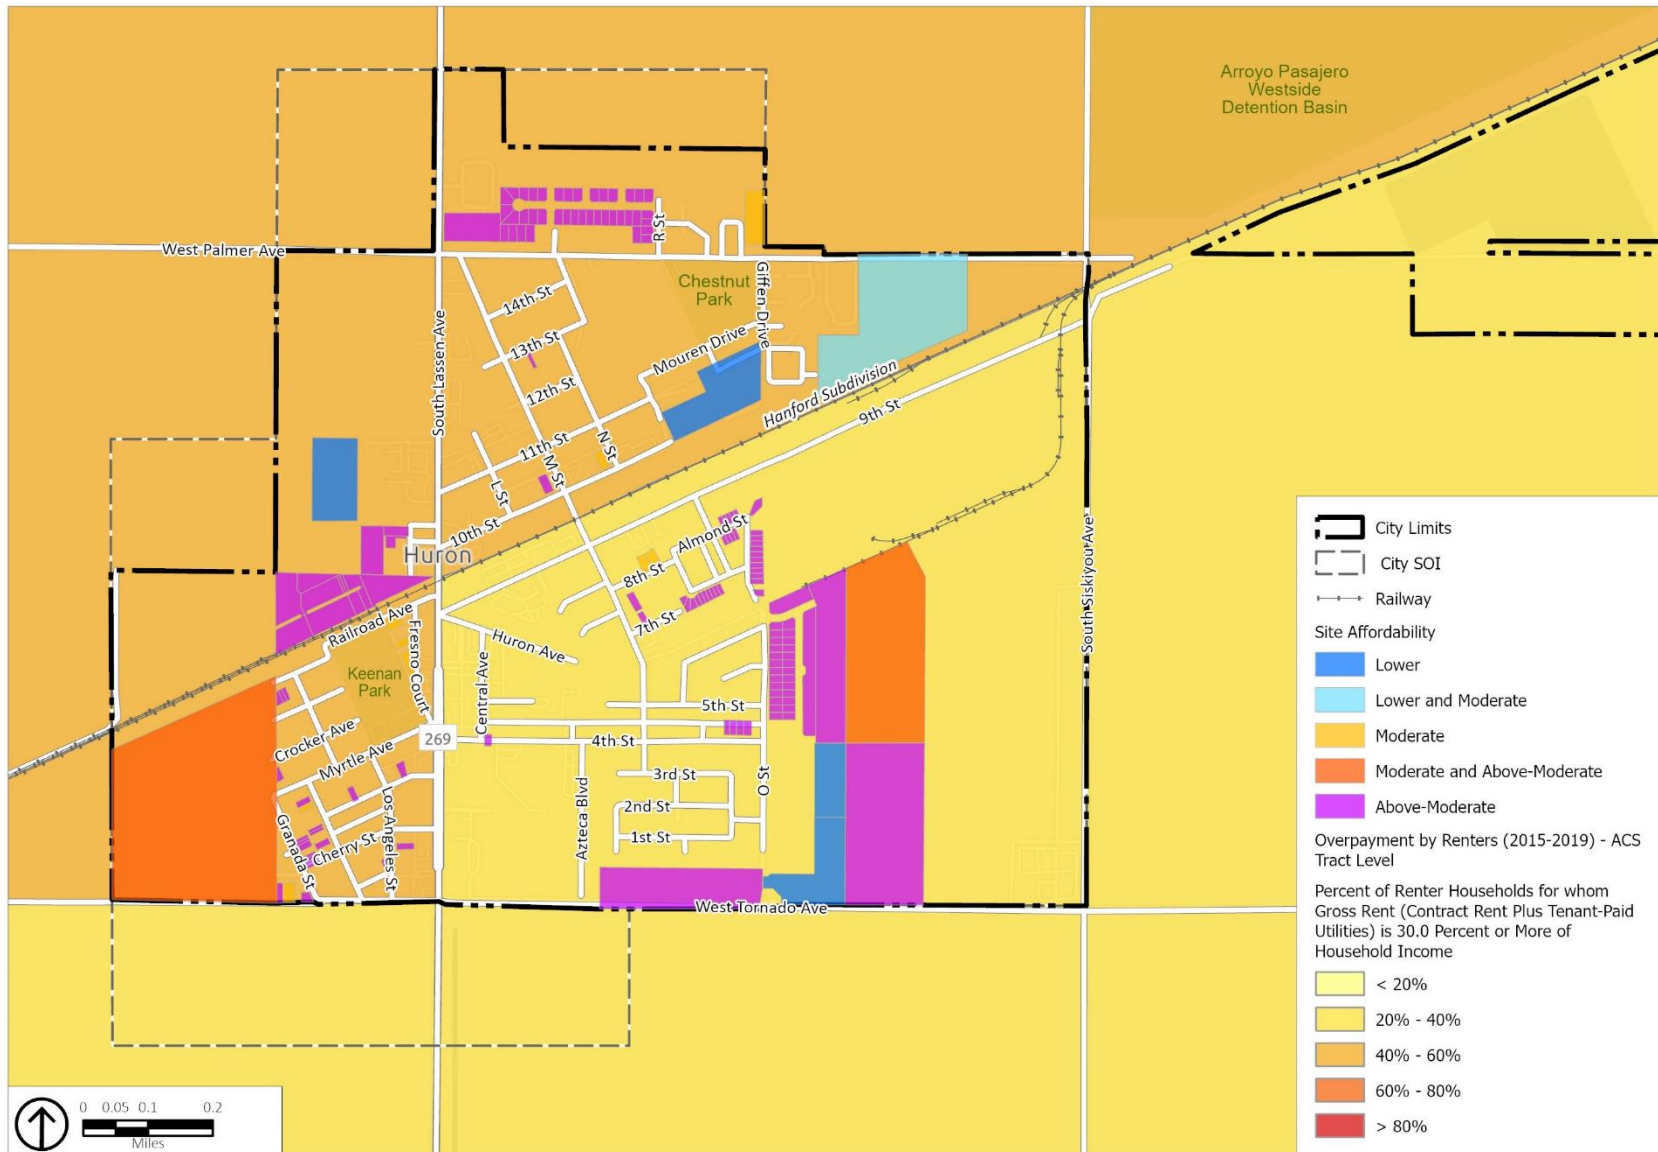 Arroyo Pasajero
Westside
Detention Basin
West Palmer Ave
R St
Chestnut
Park
Giffen Drive
14th St
13th St
12th St
11th St
Mouren Drive
South Lassen Ave
N St
M St
L St
10th St
Hanford Subdivision
9th St
Huron
Almond St
8th St
7th St
Railroad Ave
Fresno Court
Huron Ave
Central Ave
Keenan
Park
5th St
269
4th St
Crocker Ave
Myrtle Ave
3rd St
2nd St
1st St
O St
Azteca Blvd
Los Angeles St
Granada St
Cherry St
West Tornado Ave
South Siskiyou Ave
City Limits
City SOI
Railway
Site Affordability
Lower
Lower and Moderate
Moderate
Moderate and Above-Moderate
Above-Moderate
Overpayment by Renters (2015-2019) - ACS
Tract Level
Percent of Renter Households for whom
Gross Rent (Contract Rent Plus Tenant-Paid
Utilities) is 30.0 Percent or More of
Household Income
< 20%
20% - 40%
40% - 60%
60% - 80%
> 80%
0 0.05 0.1 0.2
Miles